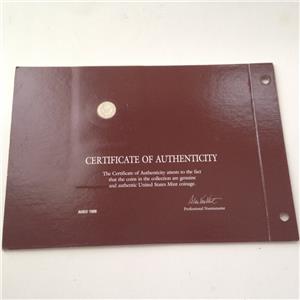 CERTIFICATE OF AUTHENTICITY
The Certificate of Authenticity attests to the fact
that the coins in the collection are genuine
and authentic United States Mint coinage.
Professional Numismatist